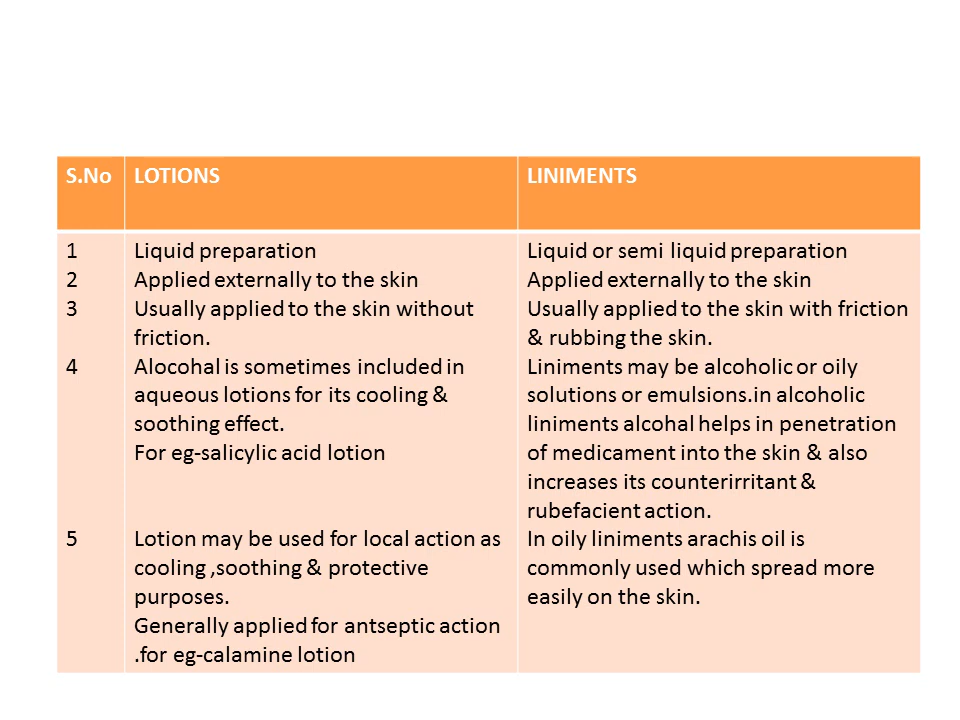 S.No LOTIONS LINIMENTS
1 Liquid preparation Liquid or semi liquid preparation
2 Applied externally to the skin Applied externally to the skin
3 Usually applied to the skin without Usually applied to the skin with friction
friction. & rubbing the skin.
4 Alocohal is sometimes included in Liniments may be alcoholic or oily
aqueous lotions for its cooling & solutions or emulsions.in alcoholic
soothing effect. liniments alcohal helps in penetration
For eg-salicylic acid lotion of medicament into the skin & also
increases its counterirritant &
rubefacient action.
5 Lotion may be used for local action as In oily liniments arachis oil is
cooling ,soothing & protective commonly used which spread more
purposes. easily on the skin.
Generally applied for antseptic action
.for eg-calamine lotion